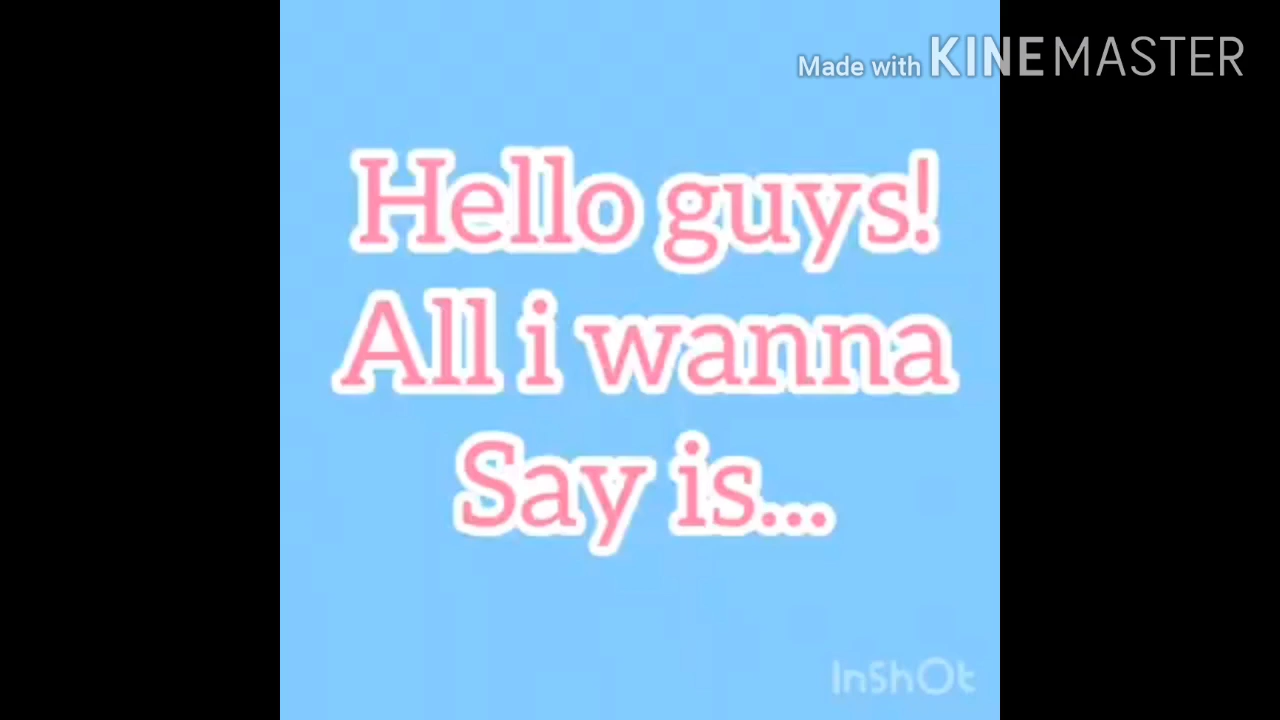 Made with KINEMASTER
Hello guys!
All i wanna
Say is...
InShOt